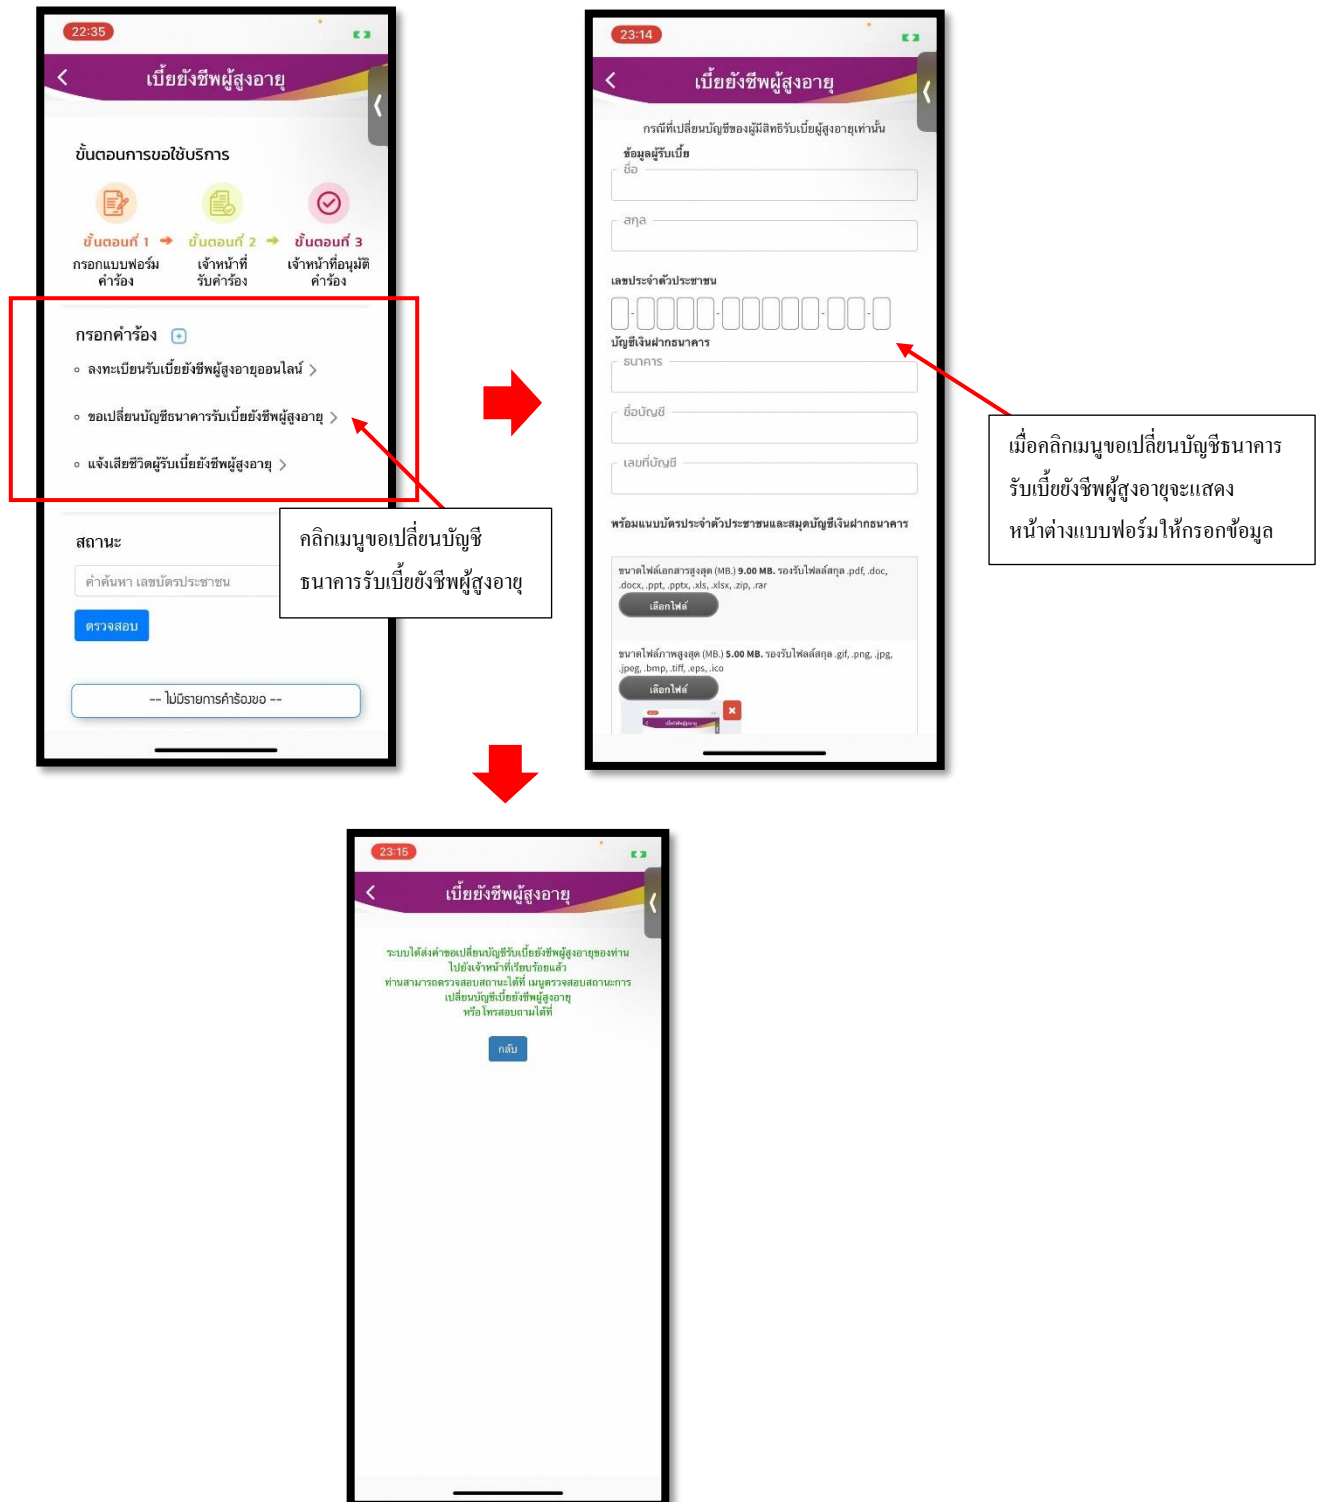 22:35
เบี้ยยังชีพผู้สูงอายุ
ขั้นตอนการขอใช้บริการ
ขั้นตอนที่ 1 ➔ ขั้นตอนที่ 2 ➔ ขั้นตอนที่ 3
กรอกแบบฟอร์ม เจ้าหน้าที่ เจ้าหน้าที่อนุมัติ
คำร้อง รับคำร้อง คำร้อง
กรอกคำร้อง
ลงทะเบียนรับเบี้ยยังชีพผู้สูงอายุออนไลน์
ขอเปลี่ยนบัญชีธนาคารรับเบี้ยยังชีพผู้สูงอายุ
แจ้งเสียชีวิตผู้รับเบี้ยยังชีพผู้สูงอายุ
สถานะ
คำค้นหา เลขบัตรประชาชน
ตรวจสอบ
-- ไม่มีรายการคำร้องขอ --
คลิกเมนูขอเปลี่ยนบัญชี
ธนาคารรับเบี้ยยังชีพผู้สูงอายุ
23:14
เบี้ยยังชีพผู้สูงอายุ
กรณีที่เปลี่ยนบัญชีของผู้มีสิทธิรับเบี้ยผู้สูงอายุเท่านั้น
ข้อมูลผู้รับเบี้ย
ชื่อ
สกุล
เลขประจำตัวประชาชน
บัญชีเงินฝากธนาคาร
ธนาคาร
ชื่อบัญชี
เลขที่บัญชี
พร้อมแนบบัตรประจำตัวประชาชนและสมุดบัญชีเงินฝากธนาคาร
ขนาดไฟล์เอกสารสูงสุด (MB.) 9.00 MB. รองรับไฟล์สกุล .pdf, .doc,
.docx, .ppt, .pptx, .xls, .xlsx, .zip, .rar
เลือกไฟล์
ขนาดไฟล์ภาพสูงสุด (MB.) 5.00 MB. รองรับไฟล์สกุล .gif, .png, .jpg,
.jpeg, .bmp, .tiff, .eps, .ico
เลือกไฟล์
เมื่อคลิกเมนูขอเปลี่ยนบัญชีธนาคาร
รับเบี้ยยังชีพผู้สูงอายุจะแสดง
หน้าต่างแบบฟอร์มให้กรอกข้อมูล
23:15
เบี้ยยังชีพผู้สูงอายุ
ระบบได้ส่งคำขอเปลี่ยนบัญชีรับเบี้ยยังชีพผู้สูงอายุของท่าน
ไปยังเจ้าหน้าที่เรียบร้อยแล้ว
ท่านสามารถตรวจสอบสถานะได้ที่ เมนูตรวจสอบสถานะการ
เปลี่ยนบัญชีเบี้ยยังชีพผู้สูงอายุ
หรือโทรสอบถามได้ที่
กลับ